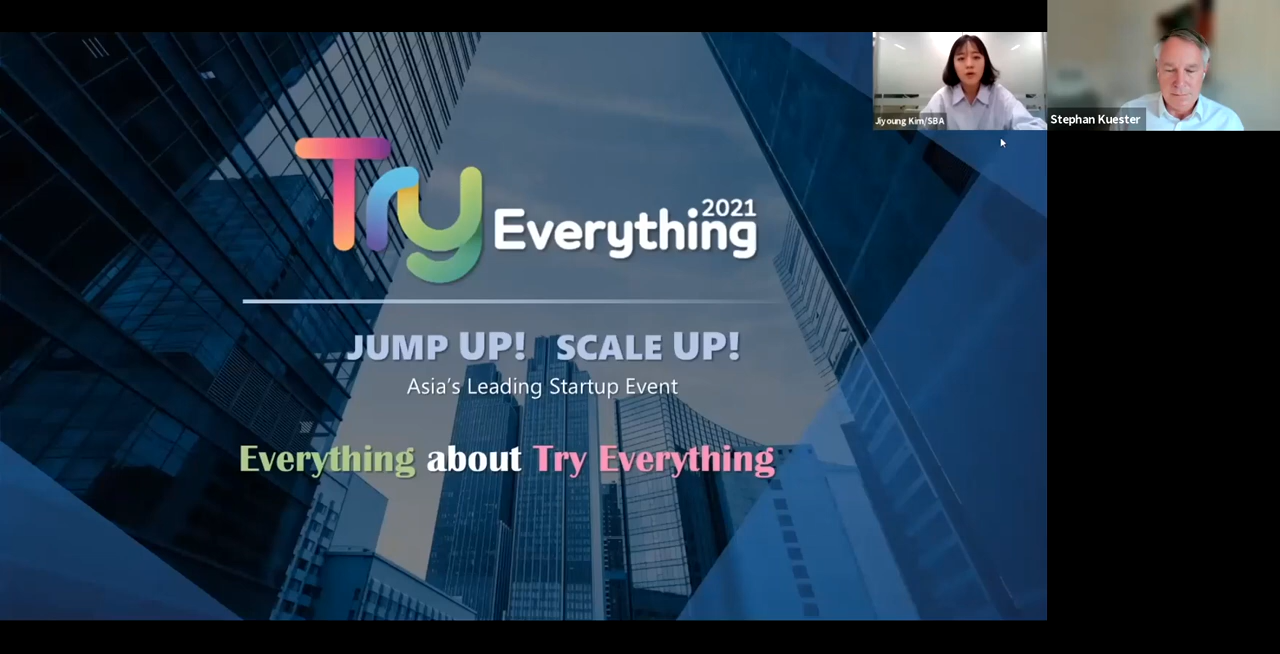 Try Everything 2021
JUMP UP! SCALE UP!
Asia's Leading Startup Event
Everything about Try Everything
Jiyoung Kim/SBA
Stephan Kuester